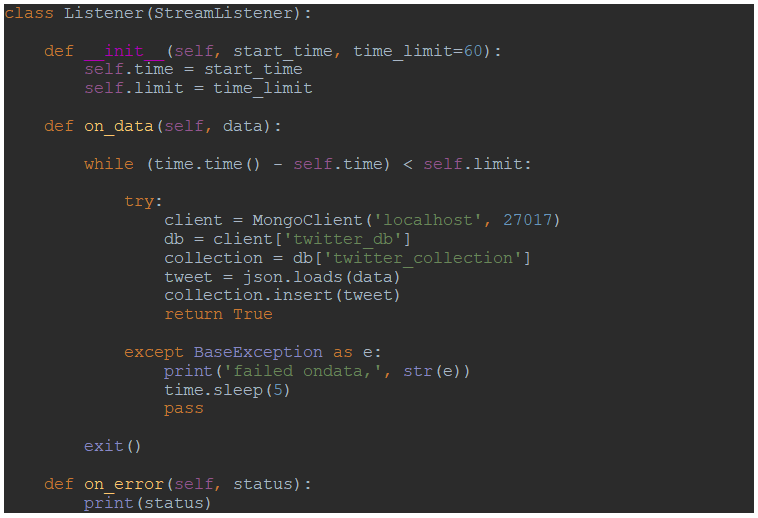 class Listener(StreamListener):
    def __init__(self, start_time, time_limit=60):
        self.time = start_time
        self.limit = time_limit
    def on_data(self, data):
        while (time.time() - self.time) < self.limit:
            try:
                client = MongoClient('localhost', 27017)
                db = client['twitter_db']
                collection = db['twitter_collection']
                tweet = json.loads(data)
                collection.insert(tweet)
                return True
            except BaseException as e:
                print('failed ondata,', str(e))
                time.sleep(5)
                pass
        exit()
    def on_error(self, status):
        print(status)